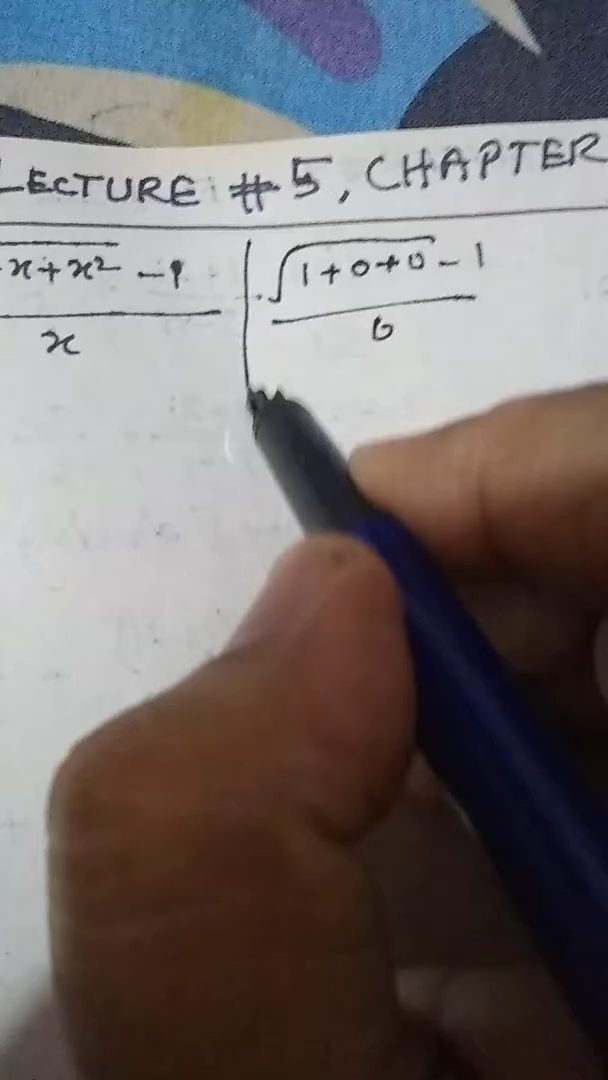 LECTURE #5, CHAPTER
x+x² -1 √1+0+0 - 1
x 0